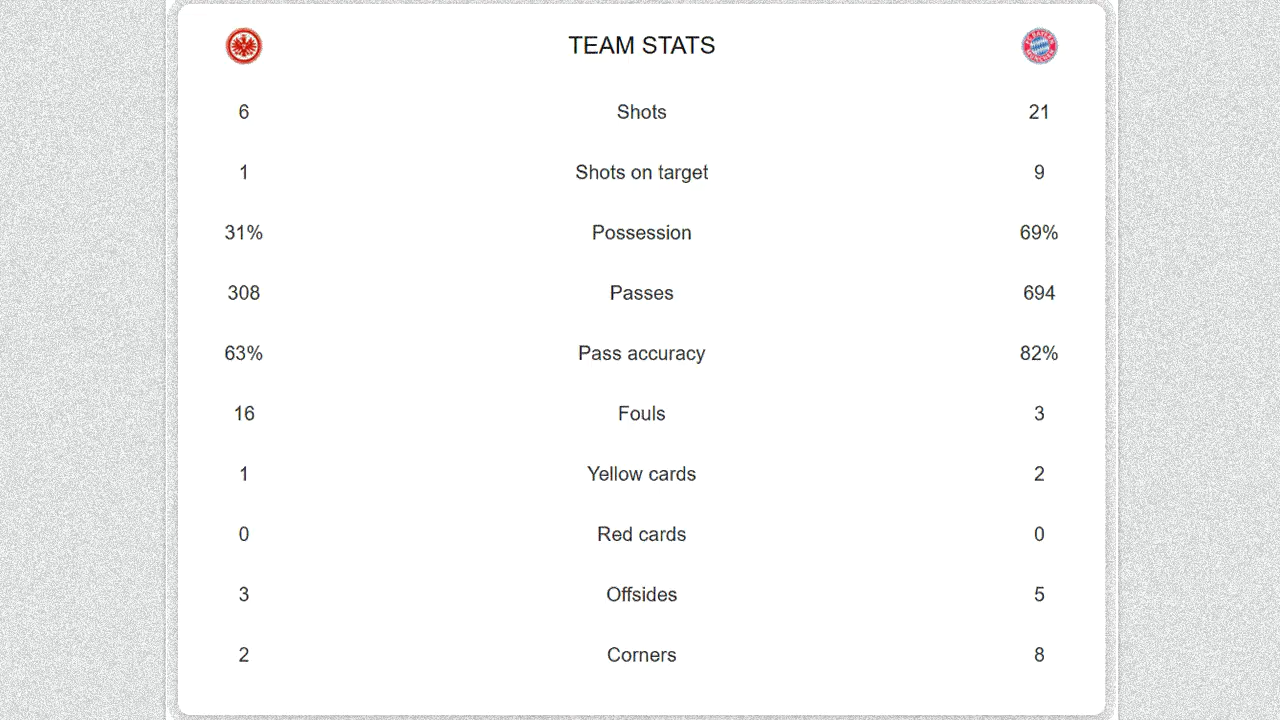 TEAM STATS
6 Shots 21
1 Shots on target 9
31% Possession 69%
308 Passes 694
63% Pass accuracy 82%
16 Fouls 3
1 Yellow cards 2
0 Red cards 0
3 Offsides 5
2 Corners 8